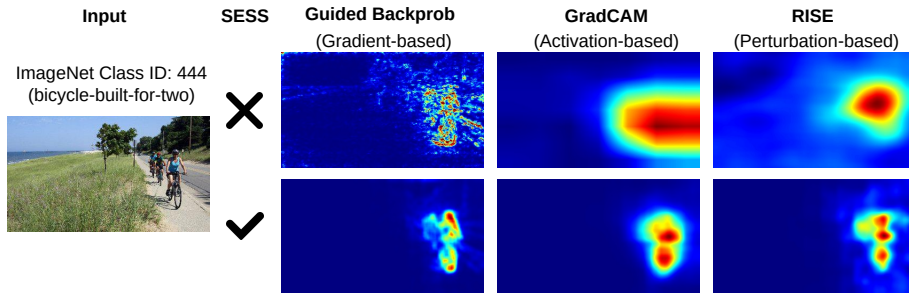 Input
SESS
Guided Backprob
(Gradient-based)
GradCAM
(Activation-based)
RISE
(Perturbation-based)
ImageNet Class ID: 444
(bicycle-built-for-two)